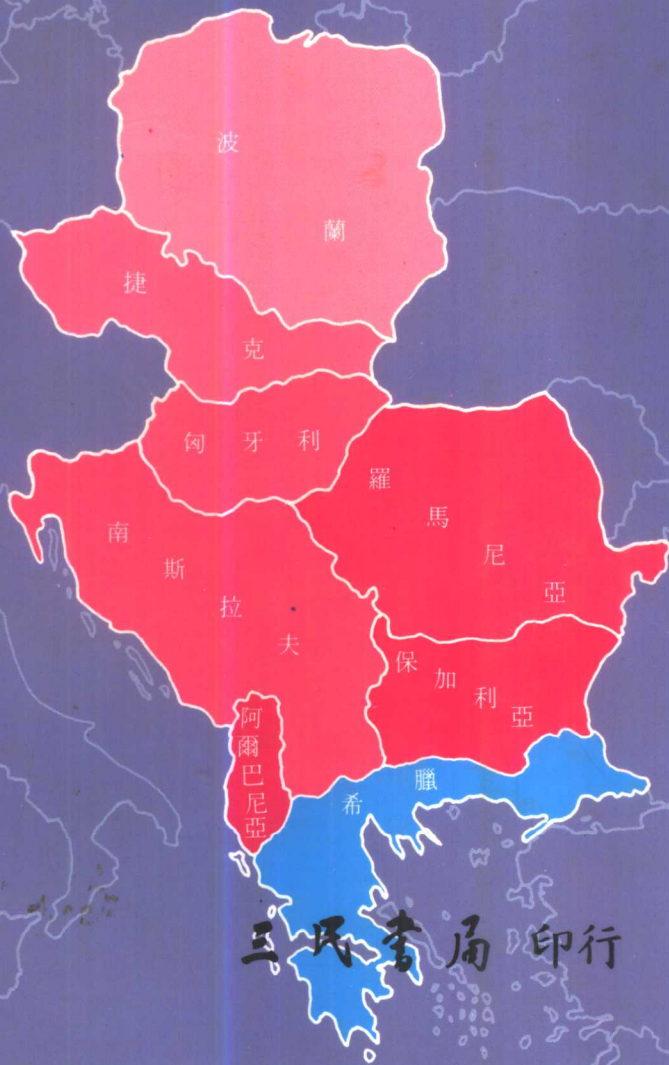 波蘭
捷克
匈牙利
羅馬尼亞
南斯拉夫
保加利亞
阿爾巴尼亞
希臘
三民書局 印行